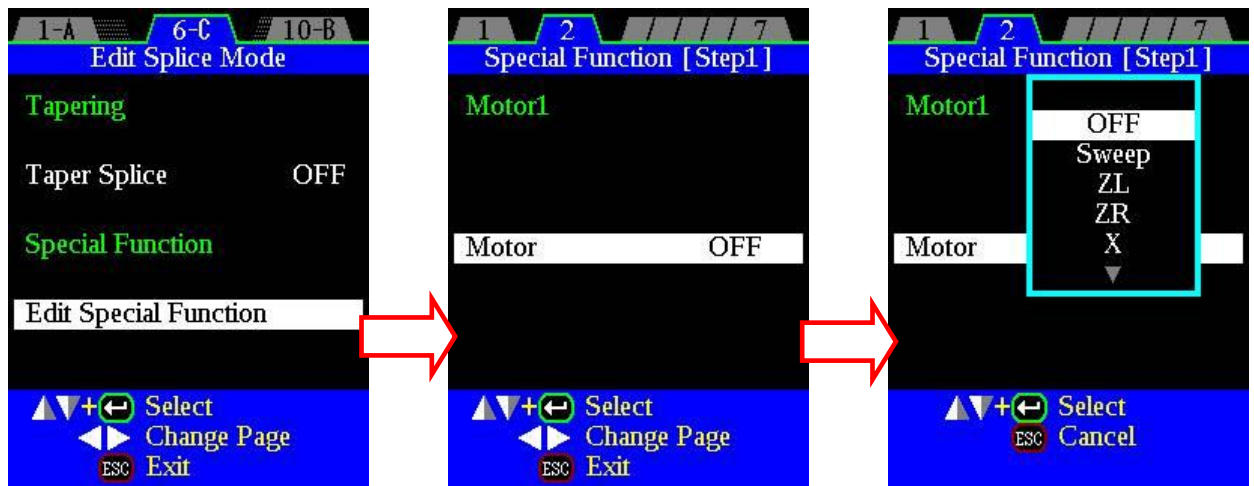 1-A 6-C 10-B
Edit Splice Mode
Tapering
Taper Splice OFF
Special Function
Edit Special Function
+ Select
Change Page
ESC Exit
1 2 7
Special Function [Step1]
Motor1
Motor OFF
+ Select
Change Page
ESC Exit
1 2 7
Special Function [Step1]
Motor1
OFF
Sweep
ZL
ZR
Motor X
+ Select
ESC Cancel